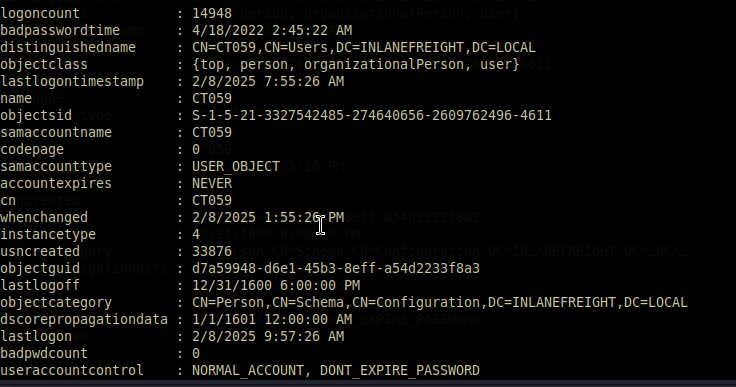 logoncount : 14948
badpasswordtime : 4/18/2022 2:45:22 AM
distinguishedname : CN=CT059,CN=Users,DC=INLANEFREIGHT,DC=LOCAL
objectclass : {top, person, organizationalPerson, user}
lastlogontimestamp : 2/8/2025 7:55:26 AM
name : CT059
objectsid : S-1-5-21-3327542485-274640656-2609762496-4611
samaccountname : CT059
codepage : 0
samaccounttype : USER_OBJECT
accountexpires : NEVER
cn : CT059
whenchanged : 2/8/2025 1:55:26 PM
instancetype : 4
usncreated : 33876
objectguid : d7a59948-d6e1-45b3-8eff-a54d2233f8a3
lastlogoff : 12/31/1600 6:00:00 PM
objectcategory : CN=Person,CN=Schema,CN=Configuration,DC=INLANEFREIGHT,DC=LOCAL
dscorepropagationdata : 1/1/1601 12:00:00 AM
lastlogon : 2/8/2025 9:57:26 AM
badpwdcount : 0
useraccountcontrol : NORMAL_ACCOUNT, DONT_EXPIRE_PASSWORD